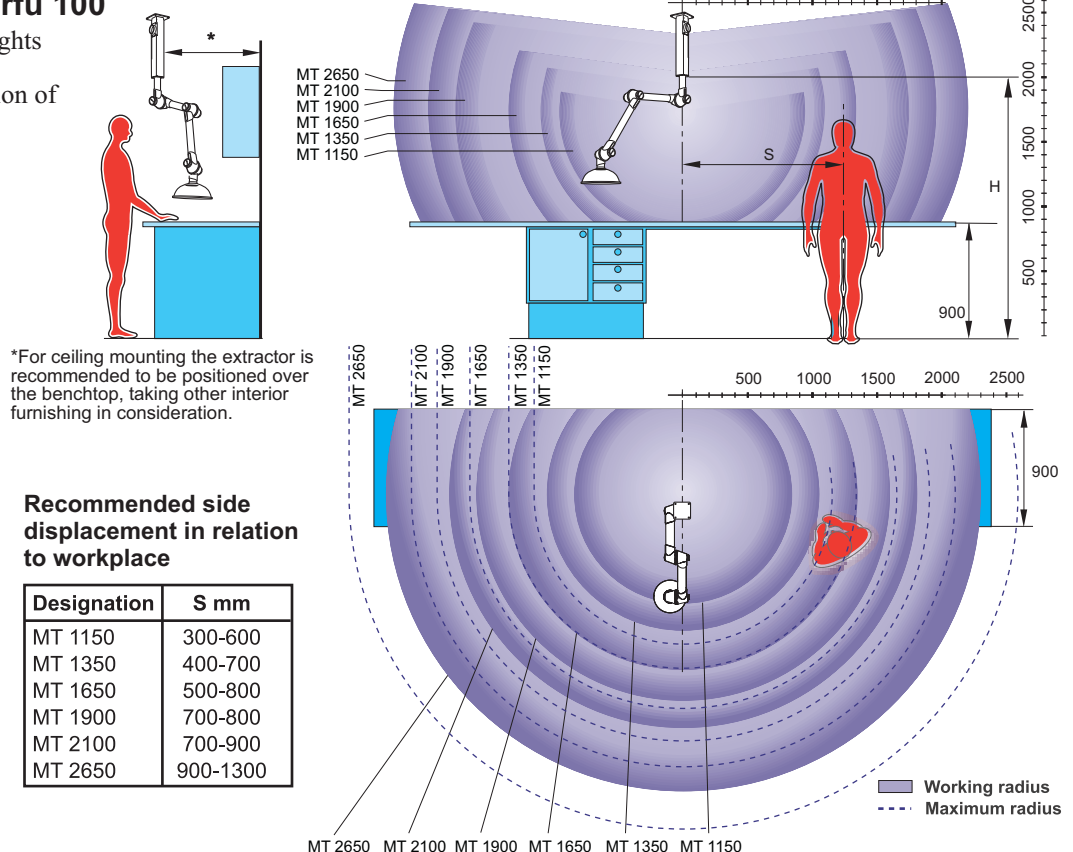 100
*
MT 2650
MT 2100
MT 1900
MT 1650
MT 1350
MT 1150
S
H
900
500
1000
1500
2000
2500
*For ceiling mounting the extractor is
recommended to be positioned over
the benchtop, taking other interior
furnishing in consideration.
MT 2650
MT 2100
MT 1900
MT 1650
MT 1350
MT 1150
500 1000 1500 2000 2500
900
Recommended side
displacement in relation
to workplace
Designation S mm
MT 1150 300-600
MT 1350 400-700
MT 1650 500-800
MT 1900 700-800
MT 2100 700-900
MT 2650 900-1300
Working radius
Maximum radius
MT 2650 MT 2100 MT 1900 MT 1650 MT 1350 MT 1150